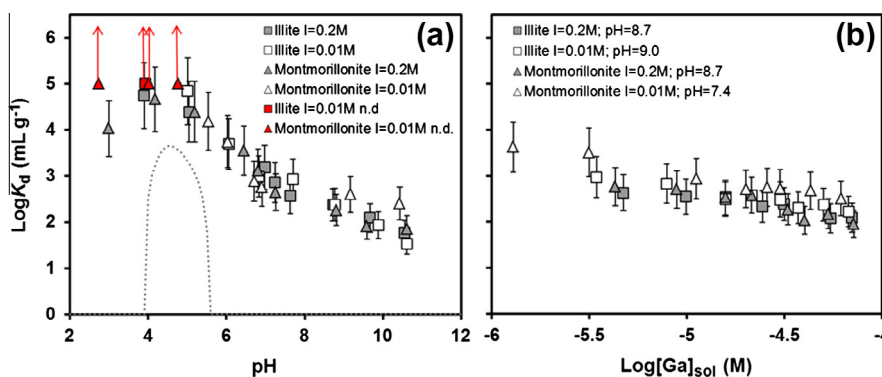 (a)
Illite I=0.2M
Illite I=0.01M
Montmorillonite I=0.2M
Montmorillonite I=0.01M
Illite I=0.01M n.d
Montmorillonite I=0.01M n.d.
LogKd (mL g-1)
6
5
4
3
2
1
0
2
4
6
8
10
12
pH
(b)
Illite I=0.2M; pH=8.7
Illite I=0.01M; pH=9.0
Montmorillonite I=0.2M; pH=8.7
Montmorillonite I=0.01M; pH=7.4
-6
-5.5
-5
-4.5
Log[Ga]sol (M)